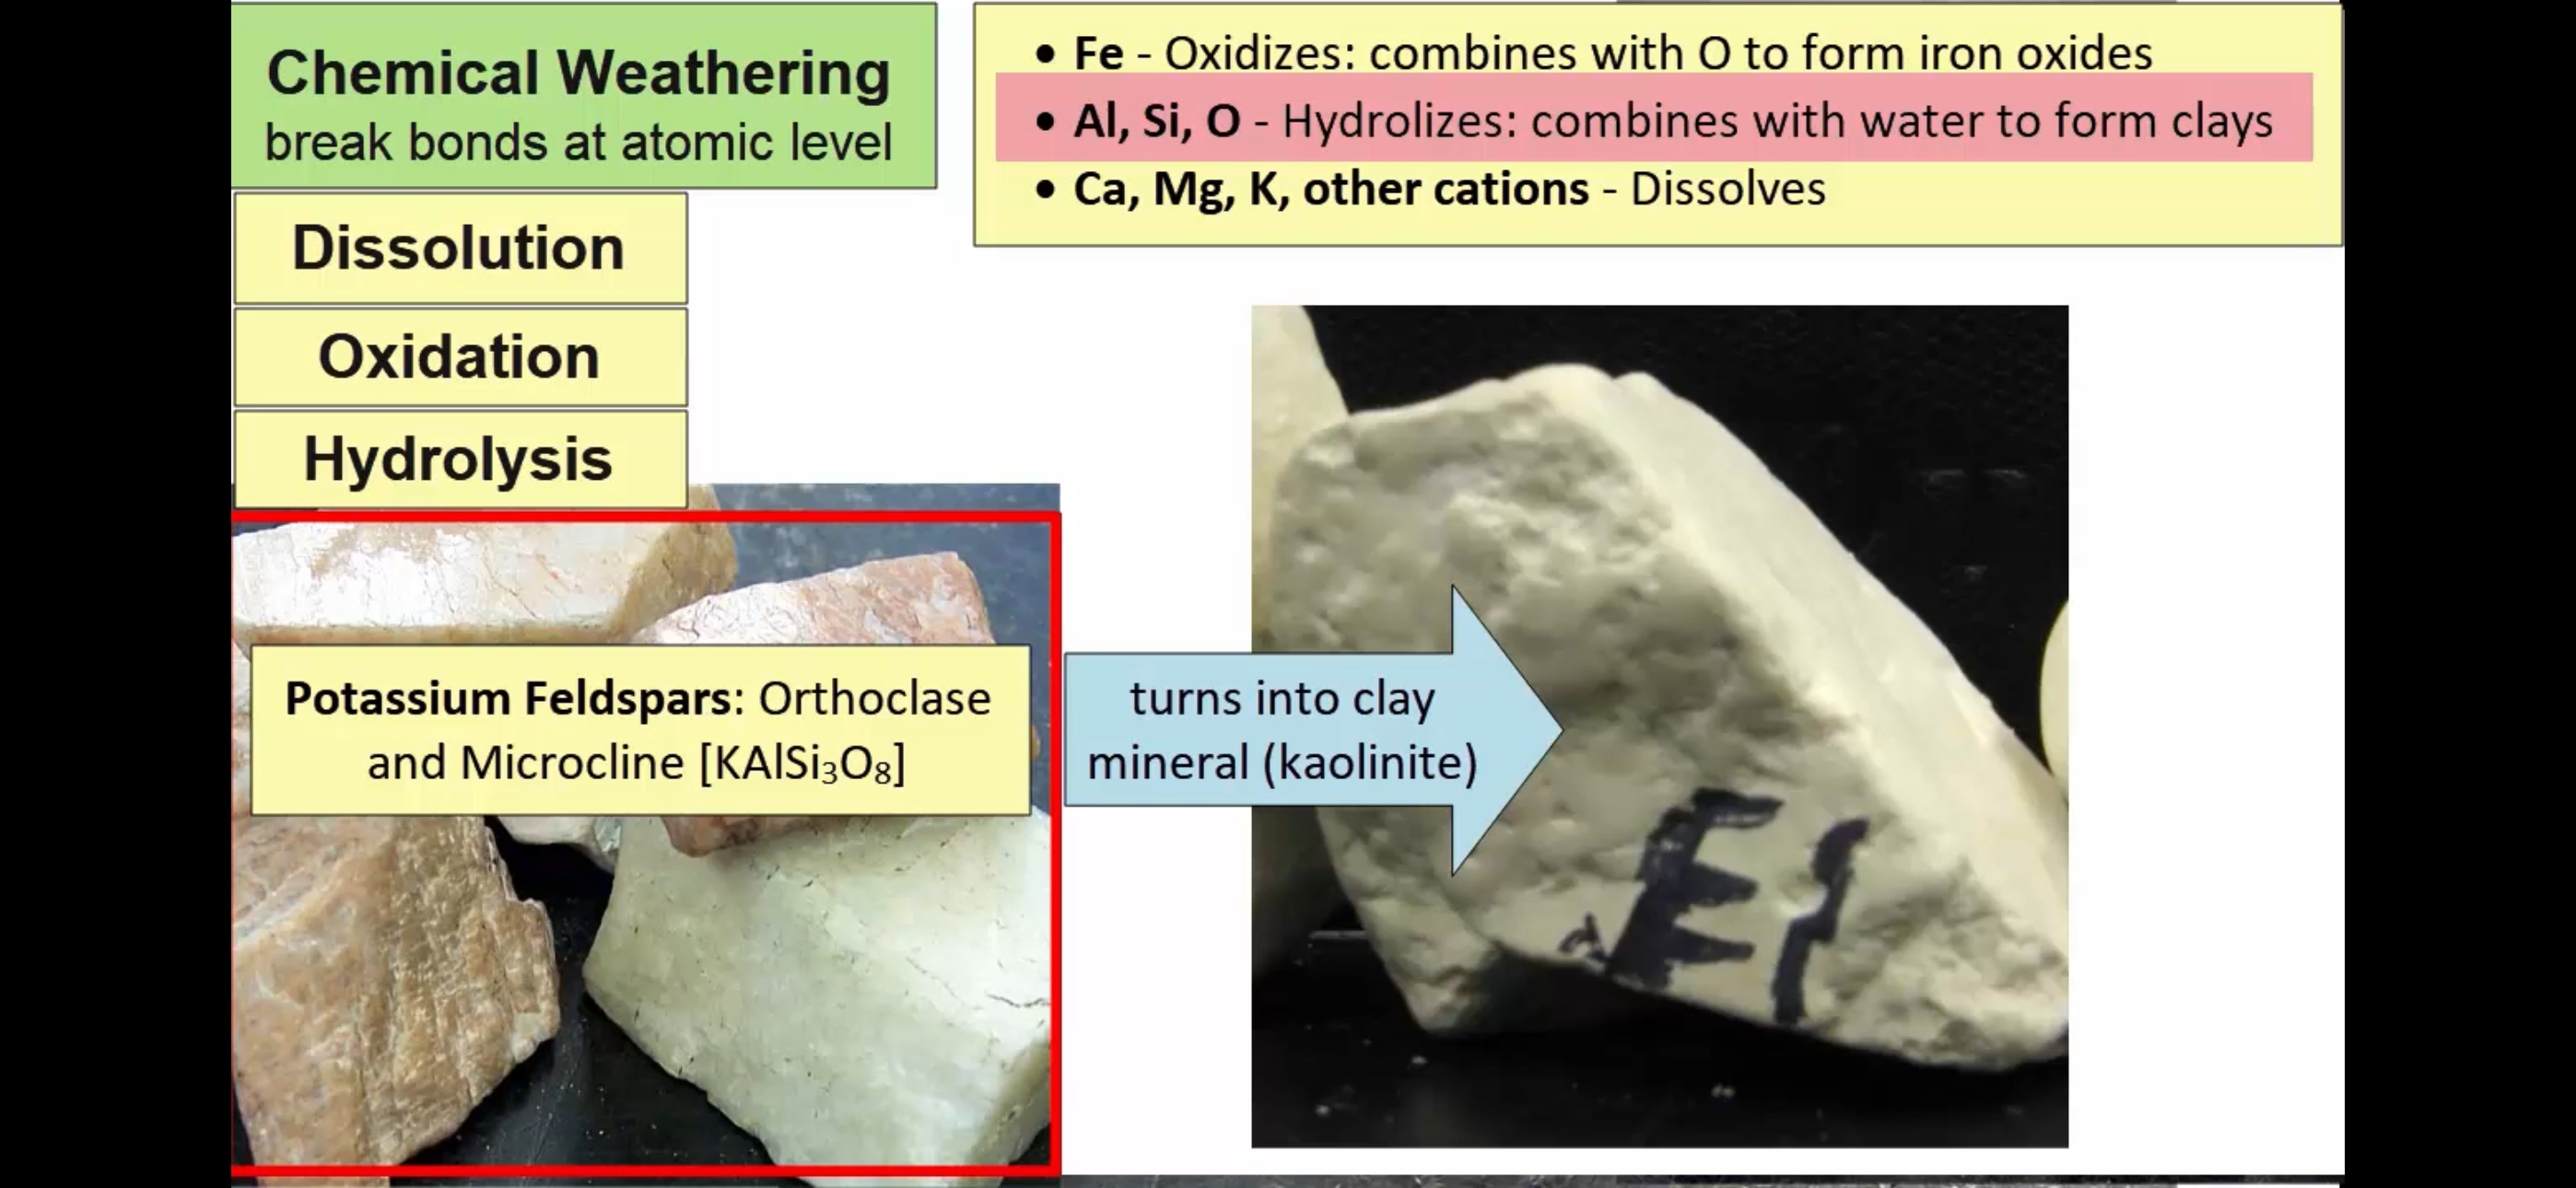 Chemical Weathering
break bonds at atomic level
Dissolution
Oxidation
Hydrolysis
• Fe - Oxidizes: combines with O to form iron oxides
• Al, Si, O - Hydrolizes: combines with water to form clays
• Ca, Mg, K, other cations - Dissolves
Potassium Feldspars: Orthoclase
and Microcline [KAlSi₃O₈]
turns into clay
mineral (kaolinite)
E1